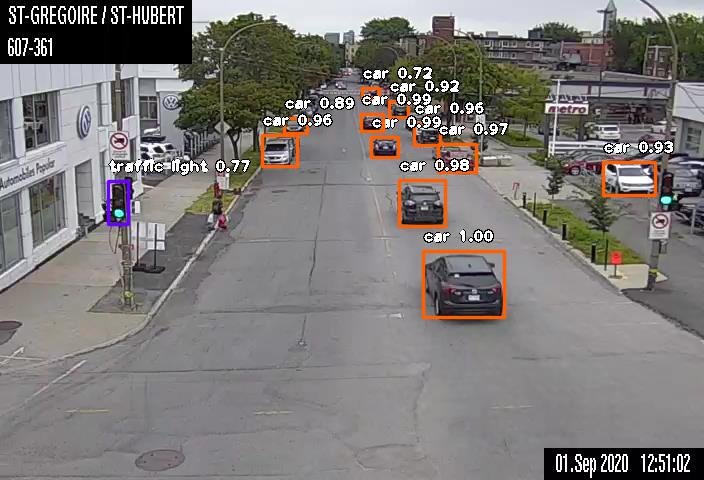 ST-GREGOIRE / ST-HUBERT
607-361
car 0.72
car 0.92
car 0.89
car 0.99
car 0.96
car 0.96
car 0.99
car 0.97
car 0.93
traffic-light 0.77
car 0.98
car 1.00
metro
Automobiles Popular
01.Sep 2020 12:51:02